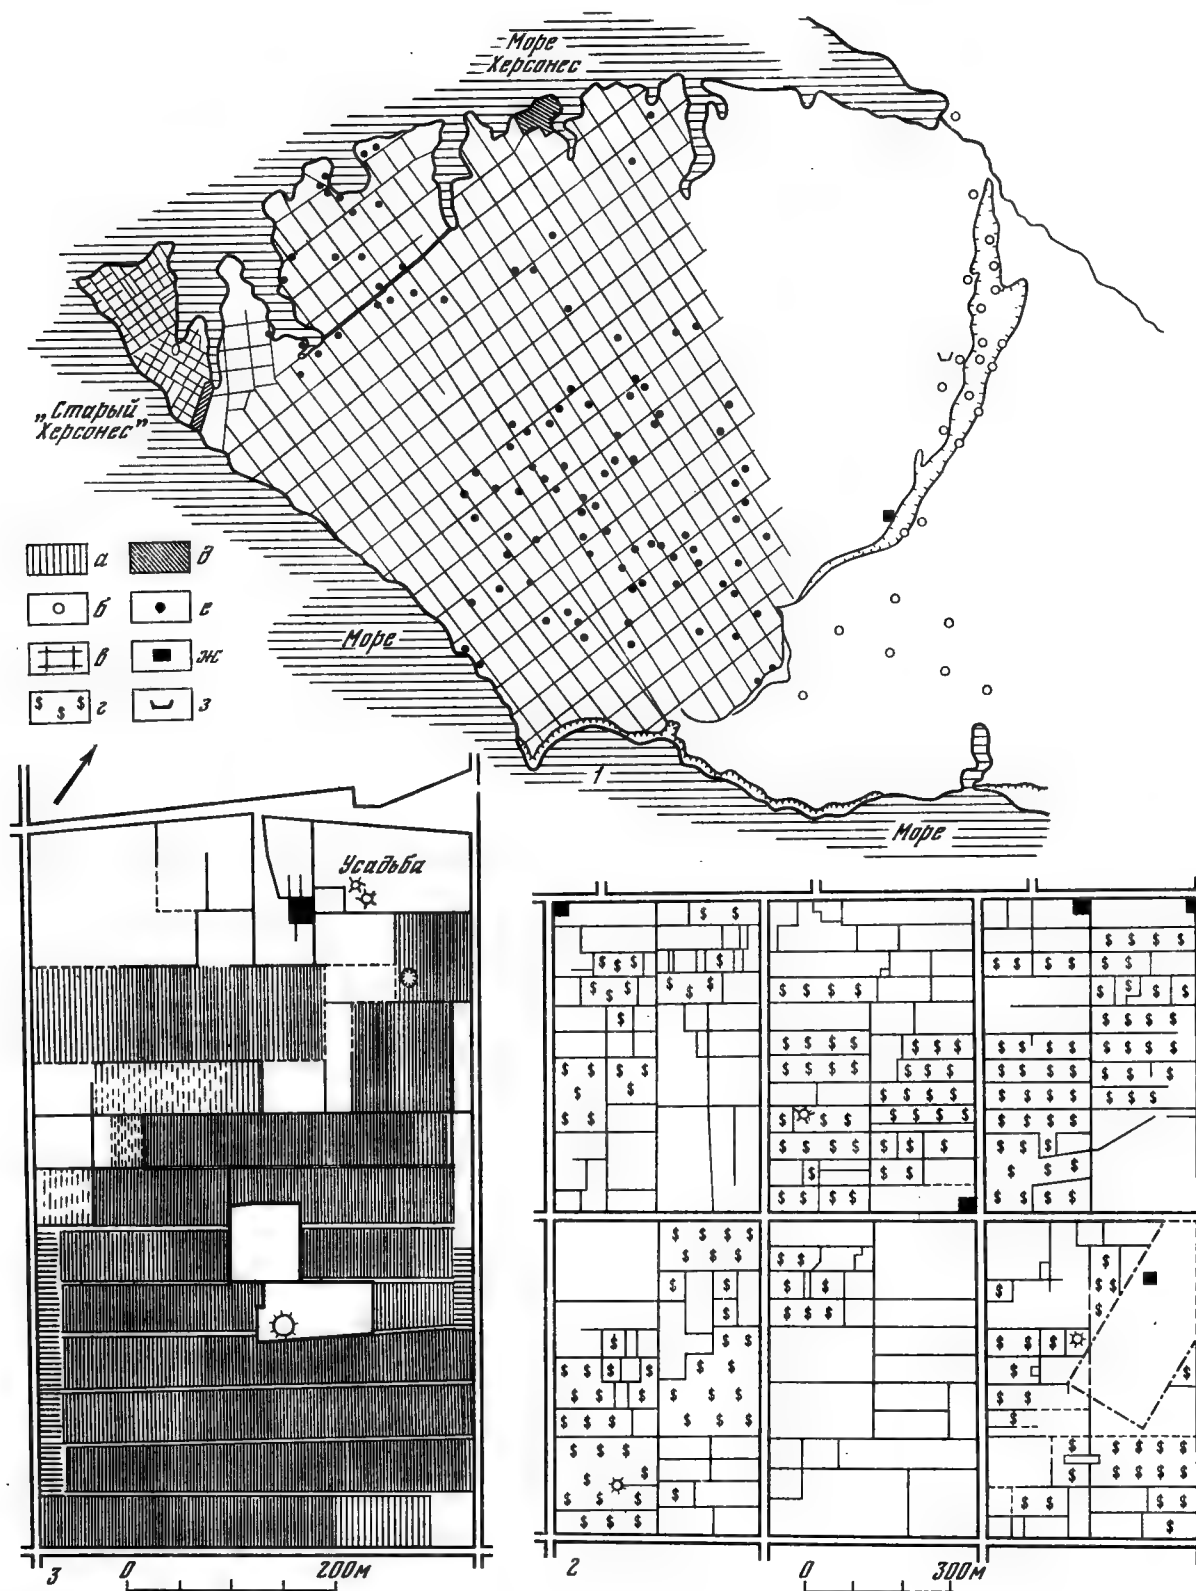 Море
Херсонес
„Старый
Херсонес"
а
д
б
е
в
ж
г
з
Море
1
Море
Усадьба
3
0
200м
2
0
300м